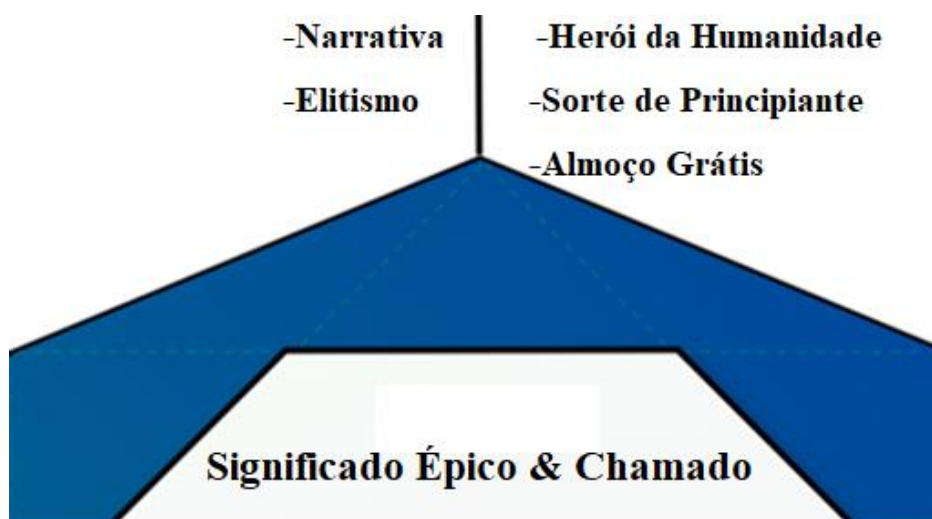 -Narrativa
-Elitismo
-Herói da Humanidade
-Sorte de Principiante
-Almoço Grátis
Significado Épico & Chamado